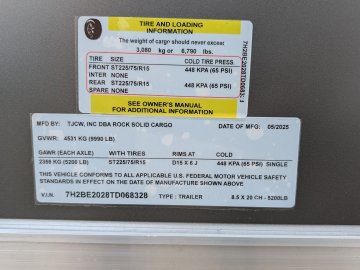 TIRE AND LOADING
INFORMATION
The weight of cargo should never exceed:
3,080 kg or 6,790 lbs.
TIRE SIZE COLD TIRE PRESS
FRONT ST225/75/R15 448 KPA (65 PSI)
INTER NONE
REAR ST225/75/R15 448 KPA (65 PSI)
SPARE NONE
SEE OWNER'S MANUAL
FOR ADDITIONAL INFORMATION
7H2BE2028TD068328
MFG. BY: TJCW, INC DBA ROCK SOLID CARGO DATE OF MFG: 05/2025
GVWR: 4531 KG (9990 LB)
GAWR (EACH AXLE) WITH TIRES RIMS AT COLD
2359 KG (5200 LB) ST225/75/R15 D15 X 6 J 448 KPA (65 PSI) SINGLE
THIS VEHICLE CONFORMS TO ALL APPLICABLE U.S. FEDERAL MOTOR VEHICLE SAFETY
STANDARDS IN EFFECT ON THE DATE OF MANUFACTURE SHOWN ABOVE
V.I.N. 7H2BE2028TD068328 TYPE: TRAILER 8.5 X 20 CH - 5200LB